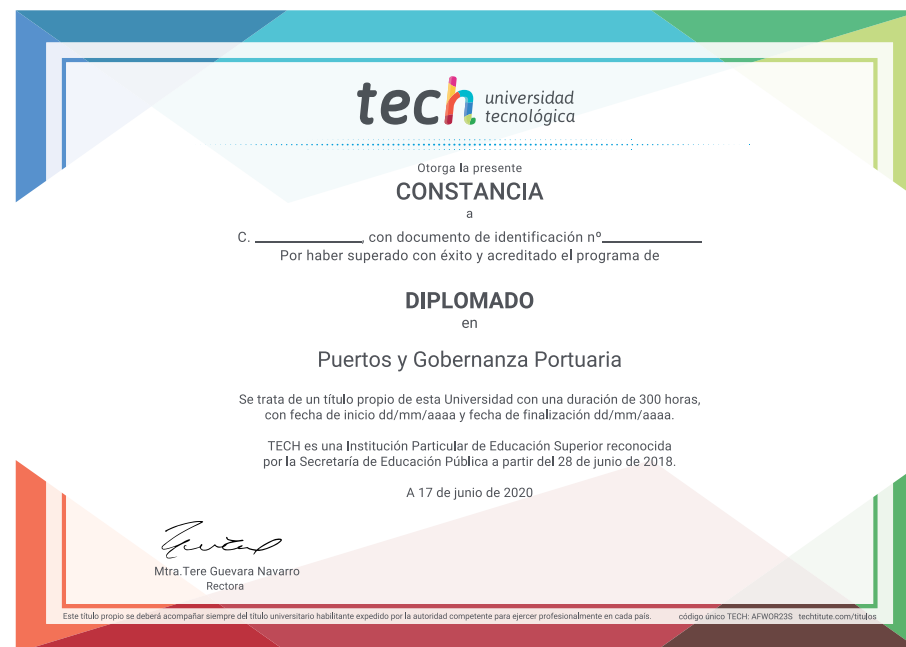 tech universidad
tecnológica
Otorga la presente
CONSTANCIA
a
C. ____________, con documento de identificación nº___________
Por haber superado con éxito y acreditado el programa de
DIPLOMADO
en
Puertos y Gobernanza Portuaria
Se trata de un título propio de esta Universidad con una duración de 300 horas,
con fecha de inicio dd/mm/aaaa y fecha de finalización dd/mm/aaaa.
TECH es una Institución Particular de Educación Superior reconocida
por la Secretaría de Educación Pública a partir del 28 de junio de 2018.
A 17 de junio de 2020
Mtra.Tere Guevara Navarro
Rectora
Este título propio se deberá acompañar siempre del título universitario habilitante expedido por la autoridad competente para ejercer profesionalmente en cada país. código único TECH: AFWOR23S techtitute.com/titulos